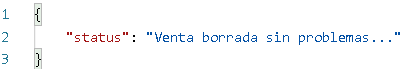 1 {
2 "status": "Venta borrada sin problemas..."
3 }